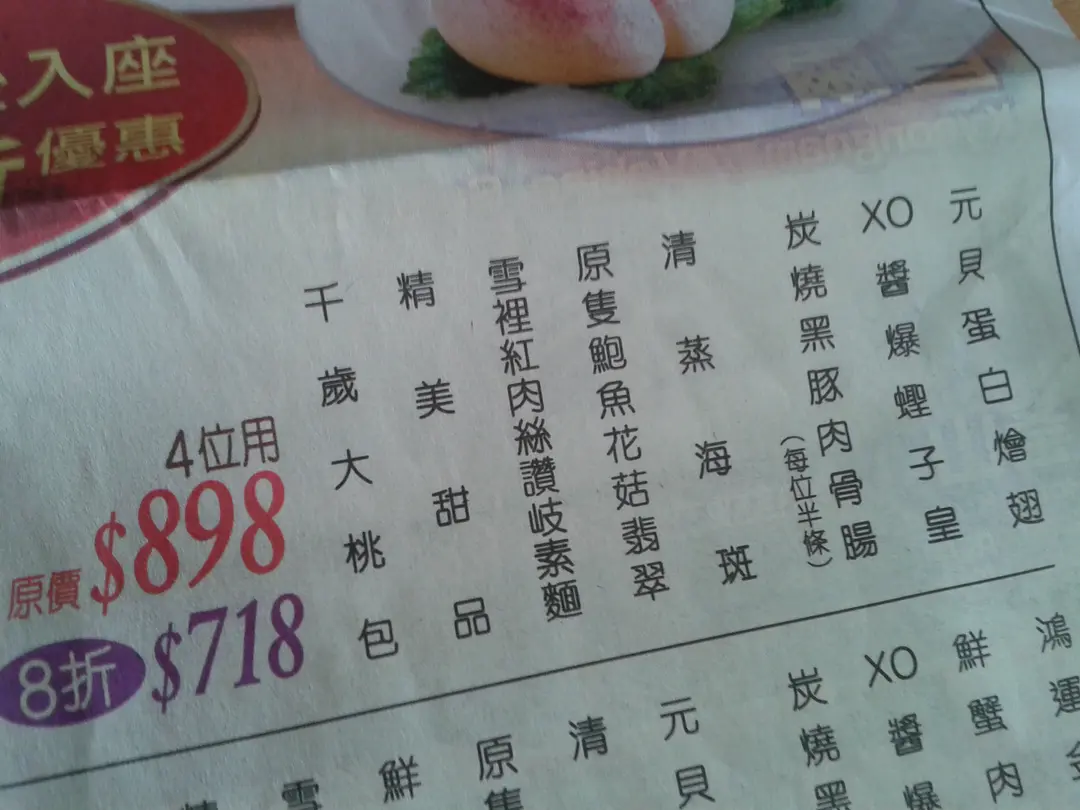 入座
優惠
元貝蛋白燴翅
XO醬爆蟶子皇
炭燒黑豚肉骨腸
(每位半條)
清蒸海斑
原隻鮑魚花菇翡翠
雪裡紅肉絲讚岐素麵
精美甜品
千歲大桃包
4位用
原價$898
8折$718
鴻運
鮮蟹肉
XO醬爆
炭燒黑
元貝
清
原隻
鮮
雪
精